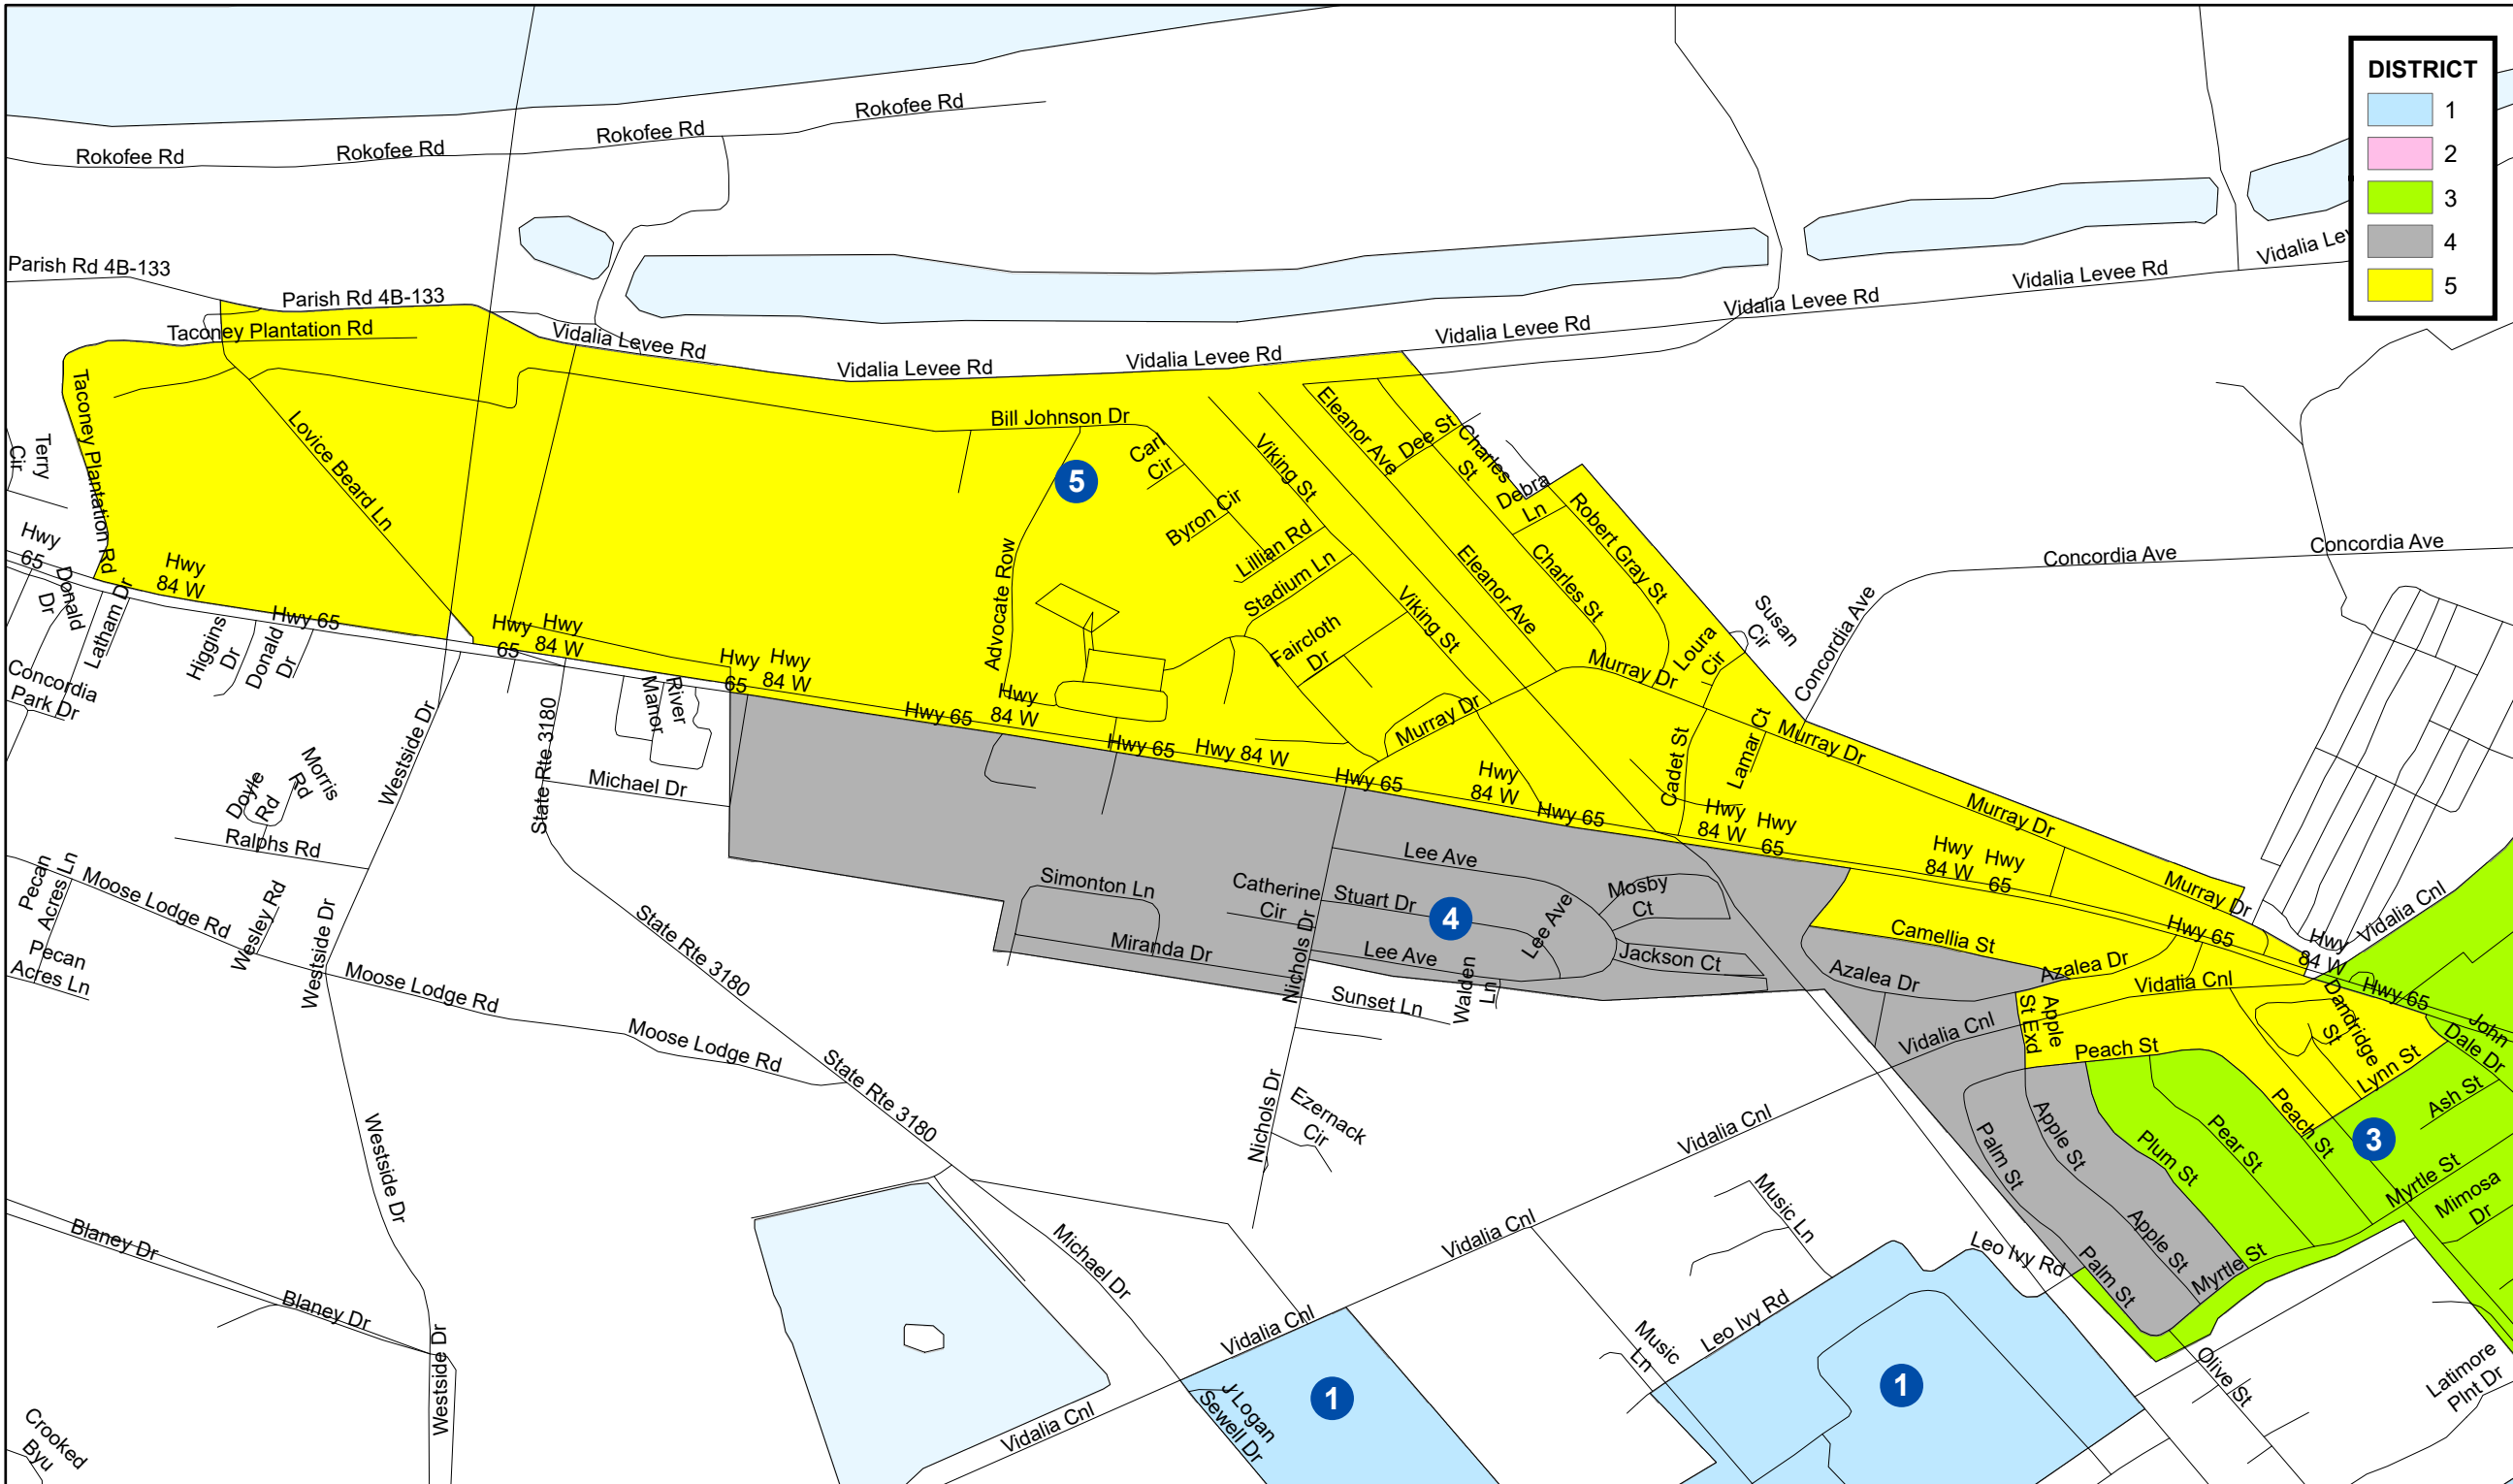 DISTRICT
1
2
3
4
5
Rokofee Rd
Rokofee Rd
Rokofee Rd
Rokofee Rd
Parish Rd 4B-133
Parish Rd 4B-133
Taconey Plantation Rd
Taconey Plantation Rd
Vidalia Levee Rd
Vidalia Levee Rd
Vidalia Levee Rd
Vidalia Levee Rd
Vidalia Levee Rd
Vidalia Levee Rd
Vidalia Le
Terry
Cir
Lovice Beard Ln
Bill Johnson Dr
Carl
Cir
5
Byron Cir
Lillian Rd
Stadium Ln
Viking St
Viking St
Eleanor Ave
Eleanor Ave
Dee St
Charles
St
Charles St
Debra
Ln
Robert Gray St
Advocate Row
Faircloth
Dr
Murray Dr
Murray Dr
Murray Dr
Murray Dr
Murray Dr
Loura
Cir
Susan
Cir
Concordia Ave
Concordia Ave
Concordia Ave
Cadet St
Lamar Ct
Hwy
65
Hwy
84 W
Hwy 65
Hwy
65
Hwy
84 W
Hwy
65
Hwy
84 W
Hwy 65
Hwy
84 W
Hwy 65
Hwy 84 W
Hwy 65
Hwy
84 W
Hwy 65
Hwy
84 W
Hwy
65
Hwy
84 W
Hwy
65
Hwy 65
Hwy
84 W
Hwy 65
Donald
Dr
Latham Dr
Higgins
Dr
Donald
Dr
Concordia
Park Dr
Westside Dr
Westside Dr
Westside Dr
Westside Dr
State Rte 3180
State Rte 3180
State Rte 3180
River
Manor
Michael Dr
Michael Dr
Morris
Rd
Doyle
Rd
Ralphs Rd
Pecan
Acres Ln
Pecan
Acres Ln
Wesley Rd
Moose Lodge Rd
Moose Lodge Rd
Moose Lodge Rd
Simonton Ln
Miranda Dr
Catherine
Cir
Stuart Dr
4
Lee Ave
Lee Ave
Lee Ave
Mosby
Ct
Jackson Ct
Nichols Dr
Nichols Dr
Sunset Ln
Walden
Ln
Ezernack
Cir
Camellia St
Azalea Dr
Azalea Dr
Vidalia Cnl
Vidalia Cnl
Vidalia Cnl
Vidalia Cnl
Vidalia Cnl
Vidalia Cnl
Vidalia Cnl
Apple
St Exd
Peach St
Peach St
Dandridge
St
Lynn St
John
Dale Dr
Ash St
3
Pear St
Plum St
Apple St
Apple St
Palm St
Palm St
Myrtle St
Myrtle St
Mimosa
Dr
Leo Ivy Rd
Leo Ivy Rd
Music Ln
Music
Ln
Olive St
Latimore
Plnt Dr
1
1
J Logan
Sewell Dr
Blaney Dr
Blaney Dr
Crooked
Byu